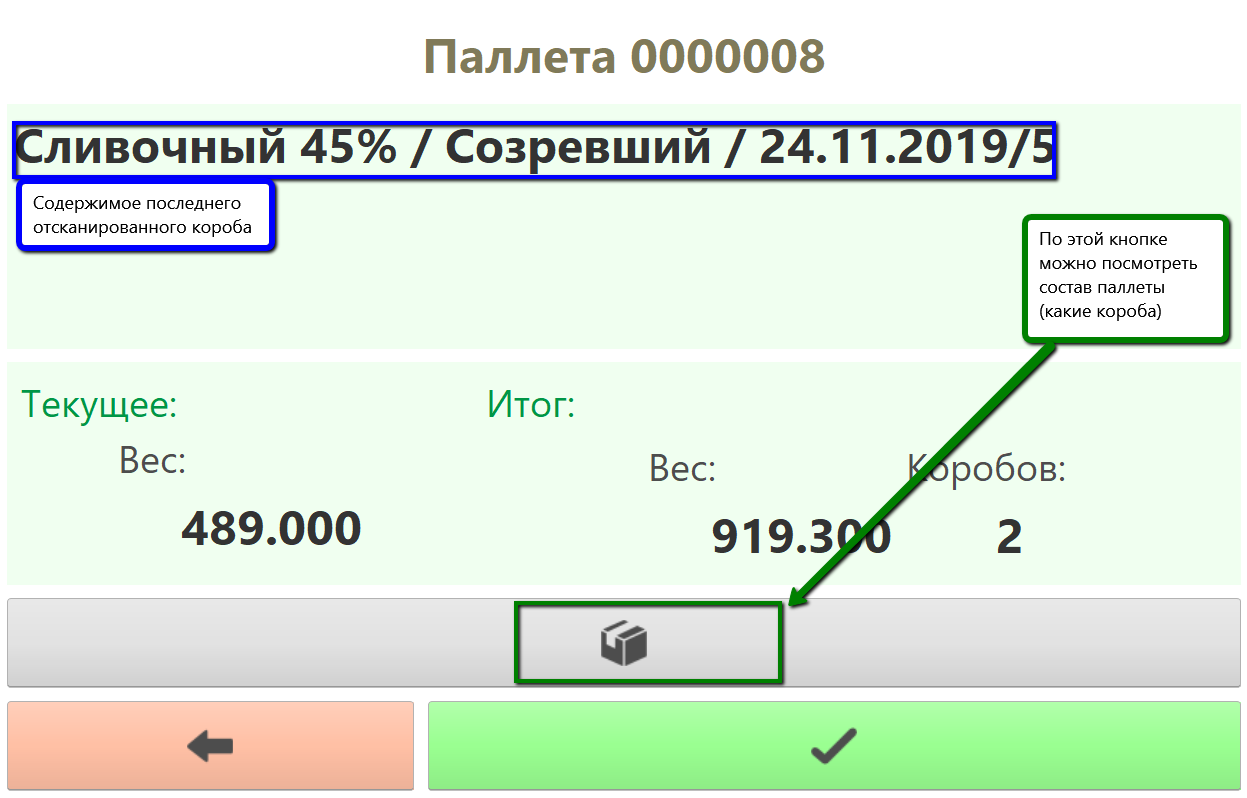 Паллета 0000008
Сливочный 45% / Созревший / 24.11.2019/5
Содержимое последнего
отсканированного короба
По этой кнопке
можно посмотреть
состав паллеты
(какие короба)
Текущее:
Итог:
Вес:
Вес:
Коробов:
489.000
919.300
2